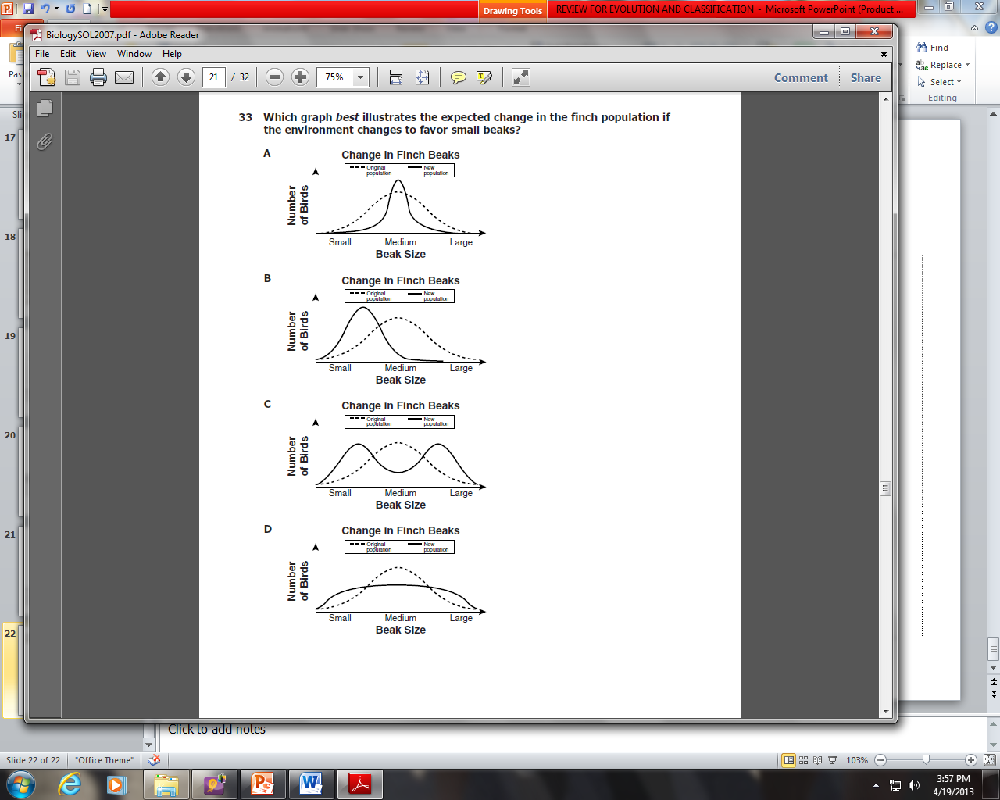 Drawing Tools
REVIEW FOR EVOLUTION AND CLASSIFICATION - Microsoft PowerPoint (Product ...
BiologySOL2007.pdf - Adobe Reader
File Edit View Window Help
21 / 32
75%
Comment Share
Find
Replace
Select
Editing
17
18
19
20
21
22
33 Which graph best illustrates the expected change in the finch population if
the environment changes to favor small beaks?
A
Change in Finch Beaks
Original population New population
Number of Birds
Small Medium Large
Beak Size
B
Change in Finch Beaks
Original population New population
Number of Birds
Small Medium Large
Beak Size
C
Change in Finch Beaks
Original population New population
Number of Birds
Small Medium Large
Beak Size
D
Change in Finch Beaks
Original population New population
Number of Birds
Small Medium Large
Beak Size
Click to add notes
Slide 22 of 22 "Office Theme" 103%
3:57 PM
4/19/2013